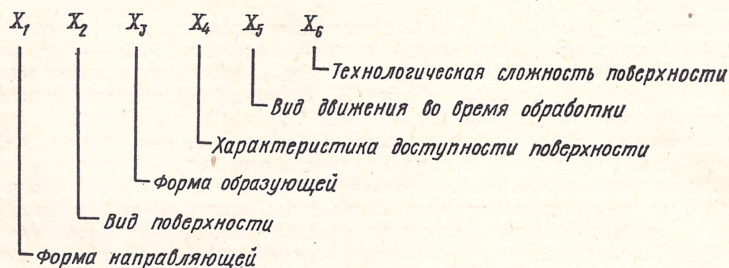 X₁ X₂ X₃ X₄ X₅ X₆
Технологическая сложность поверхности
Вид движения во время обработки
Характеристика доступности поверхности
Форма образующей
Вид поверхности
Форма направляющей